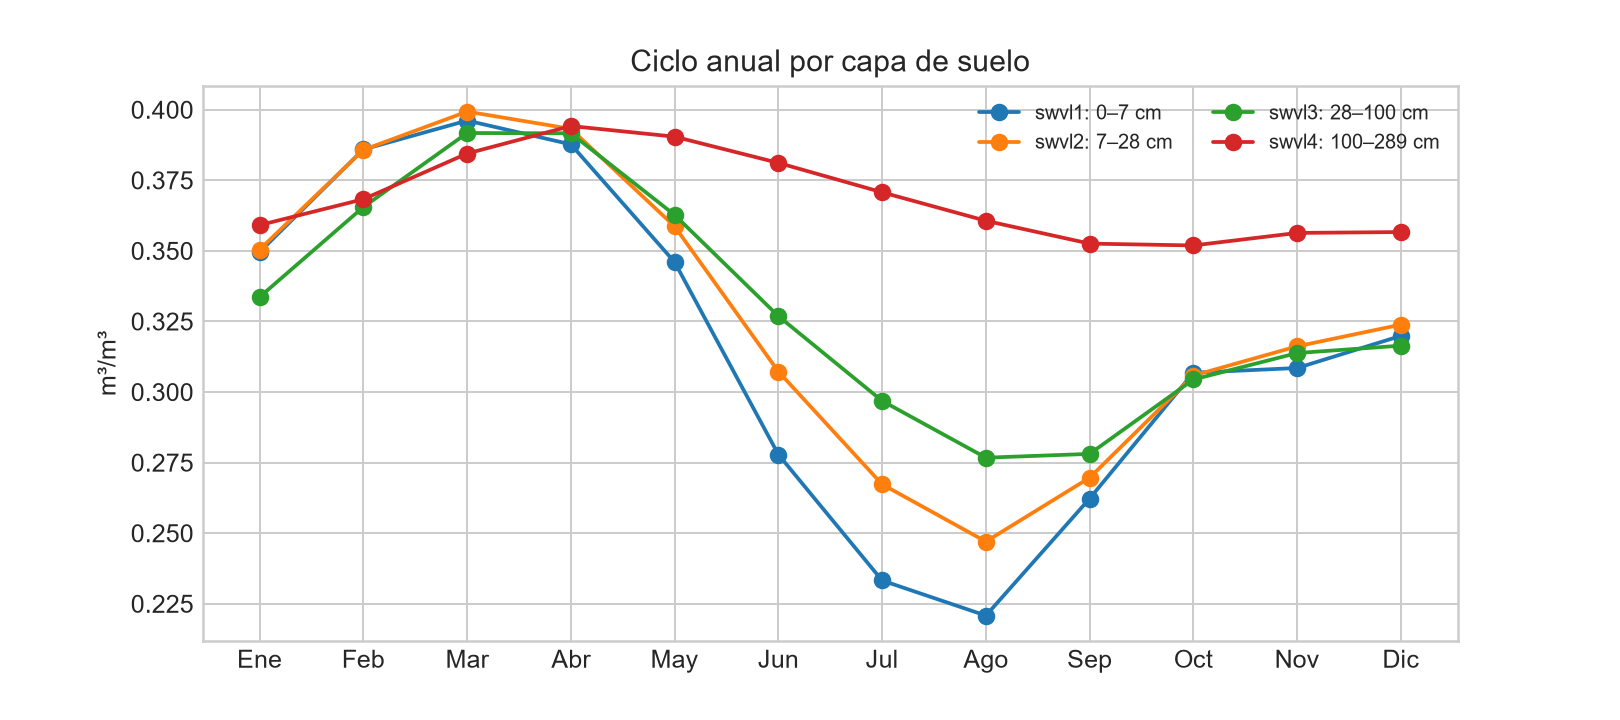 Ciclo anual por capa de suelo
swvl1: 0–7 cm
swvl2: 7–28 cm
swvl3: 28–100 cm
swvl4: 100–289 cm
m³/m³
0.400
0.375
0.350
0.325
0.300
0.275
0.250
0.225
Ene Feb Mar Abr May Jun Jul Ago Sep Oct Nov Dic